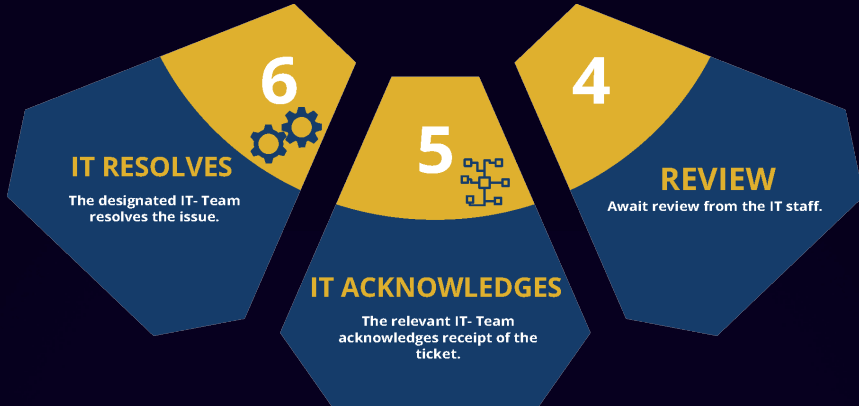 6
IT RESOLVES
The designated IT- Team
resolves the issue.
5
IT ACKNOWLEDGES
The relevant IT- Team
acknowledges receipt of the
ticket.
4
REVIEW
Await review from the IT staff.